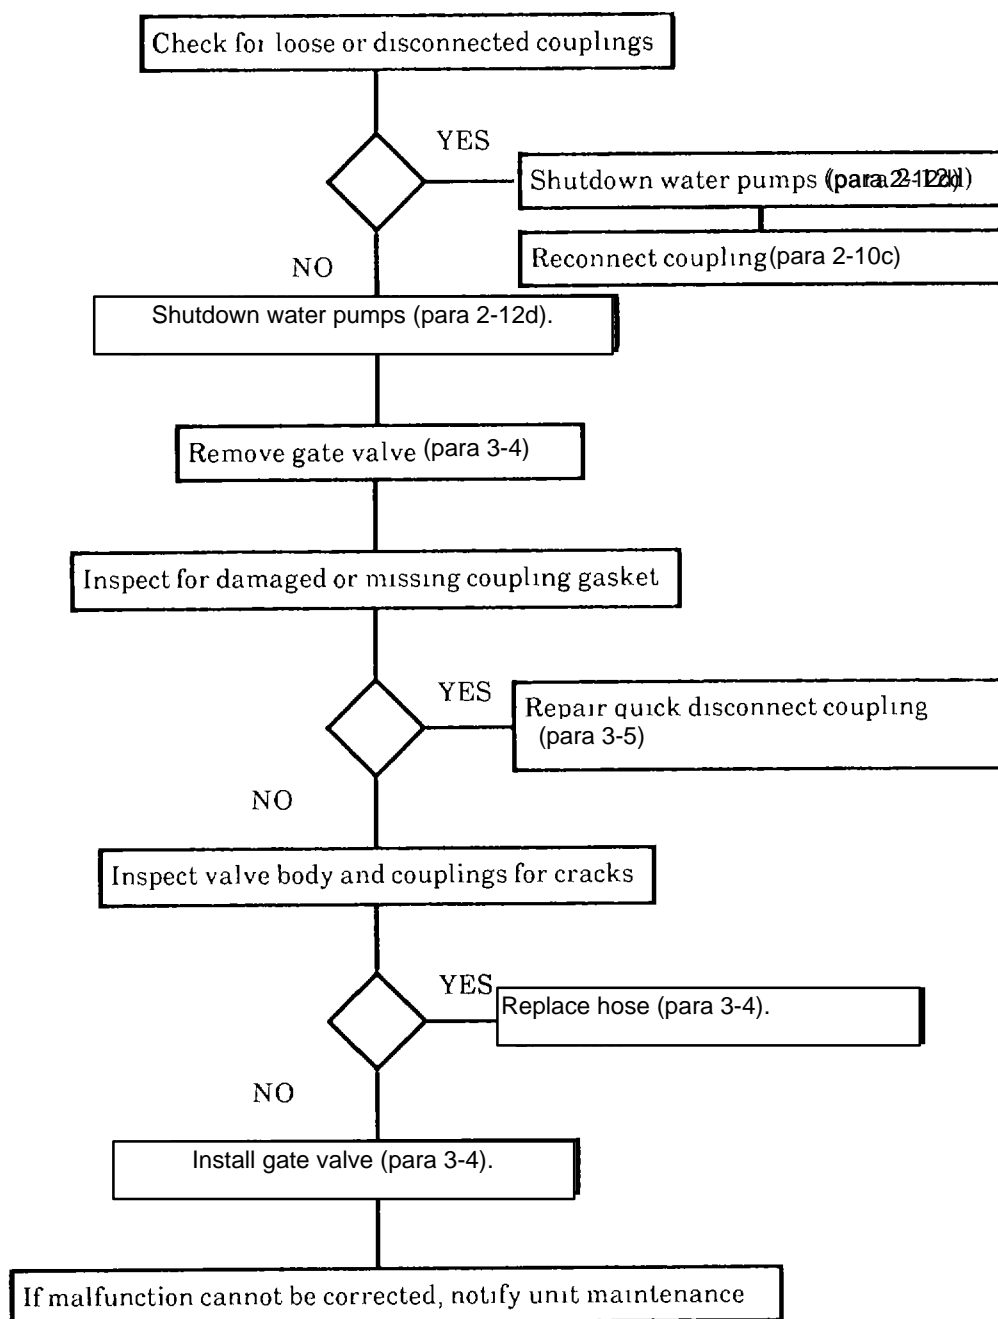 Check for loose or disconnected couplings
YES
Shutdown water pumps (para 2-12d)
Reconnect coupling (para 2-10c)
NO
Shutdown water pumps (para 2-12d).
Remove gate valve (para 3-4)
Inspect for damaged or missing coupling gasket
YES
Repair quick disconnect coupling
(para 3-5)
NO
Inspect valve body and couplings for cracks
YES
Replace hose (para 3-4).
NO
Install gate valve (para 3-4).
If malfunction cannot be corrected, notify unit maintenance